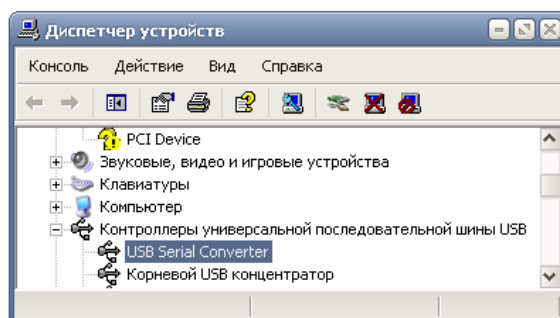 Диспетчер устройств
Консоль Действие Вид Справка
PCI Device
Звуковые, видео и игровые устройства
Клавиатуры
Компьютер
Контроллеры универсальной последовательной шины USB
USB Serial Converter
Корневой USB концентратор